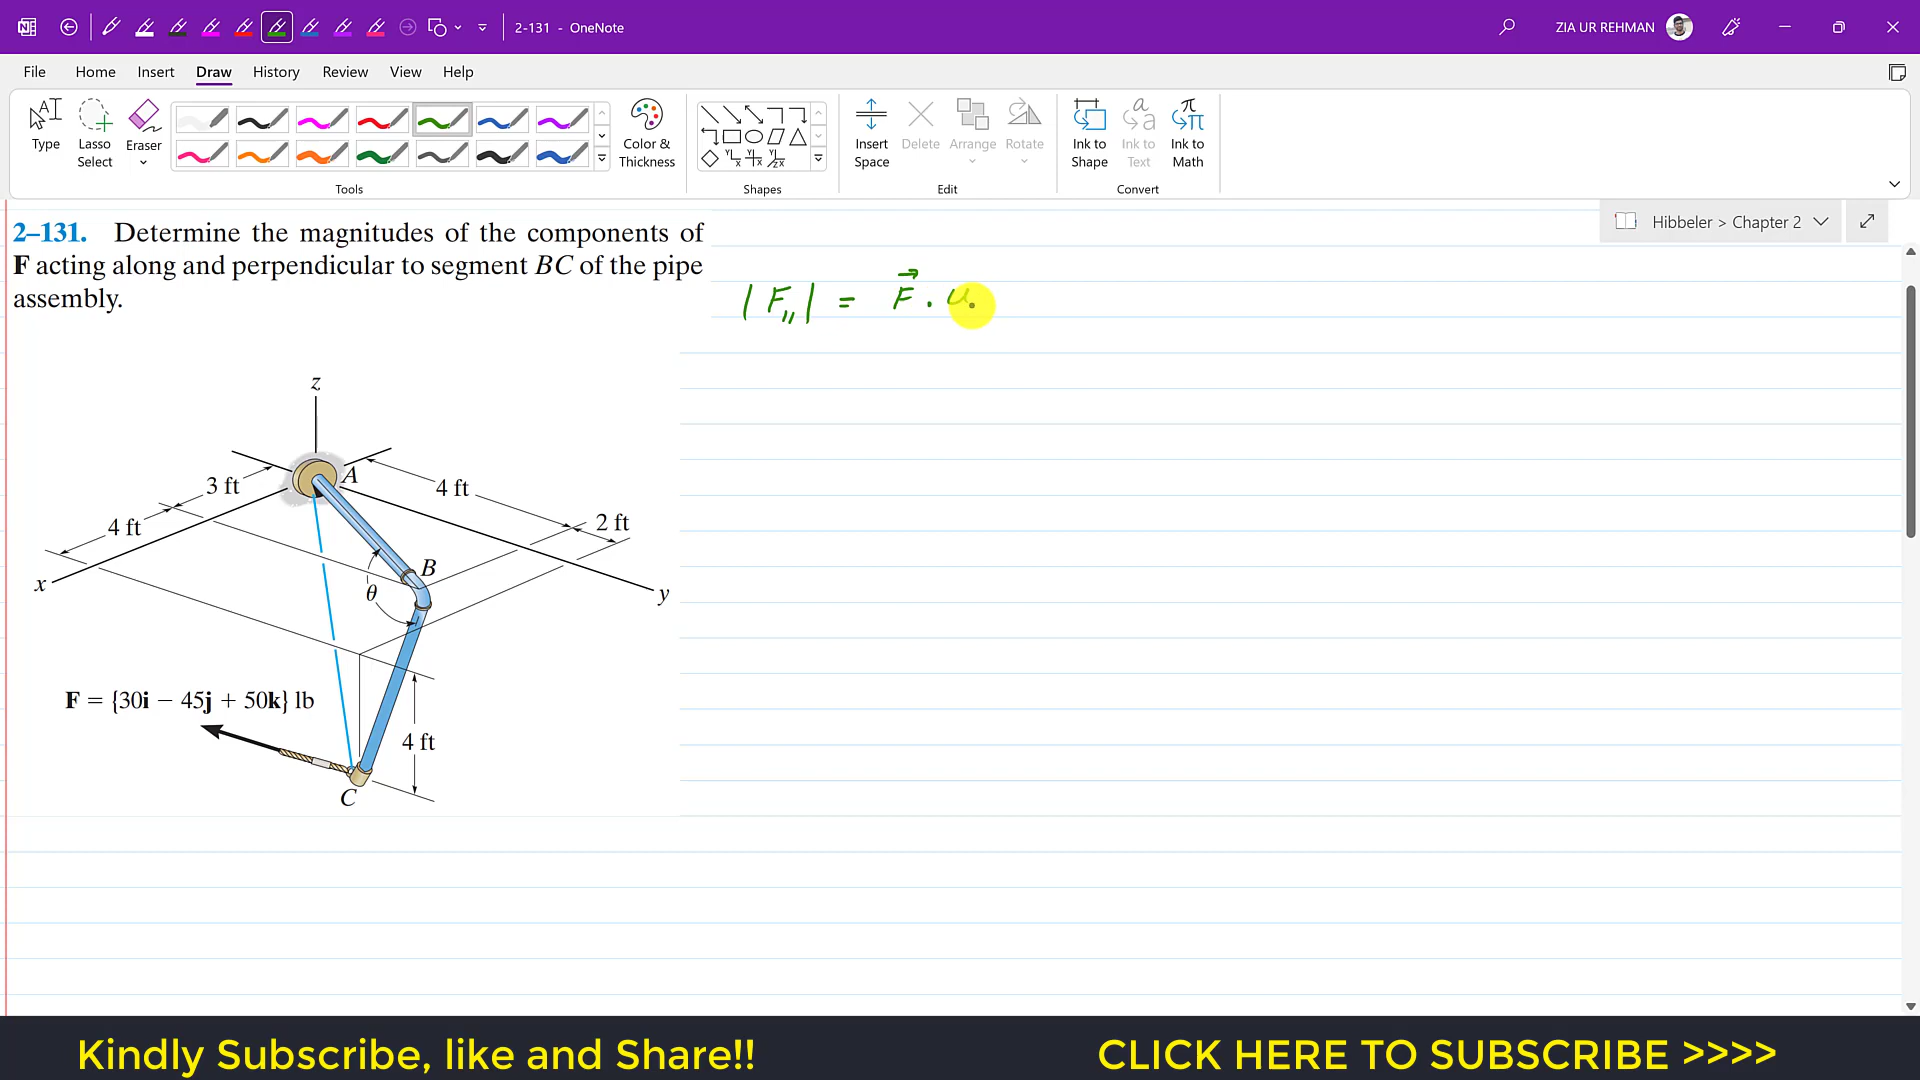 2-131 - OneNote
ZIA UR REHMAN
File Home Insert Draw History Review View Help
Type
Lasso Select
Eraser
Color & Thickness
Insert Space
Delete
Arrange
Rotate
Ink to Shape
Ink to Text
Ink to Math
Tools
Shapes
Edit
Convert
Hibbeler > Chapter 2
2–131. Determine the magnitudes of the components of
F acting along and perpendicular to segment BC of the pipe
assembly.
|F,,| = F⃗ . u
z
A
3 ft
4 ft
4 ft
2 ft
B
x
θ
y
F = {30i − 45j + 50k} lb
4 ft
C
Kindly Subscribe, like and Share!!
CLICK HERE TO SUBSCRIBE >>>>